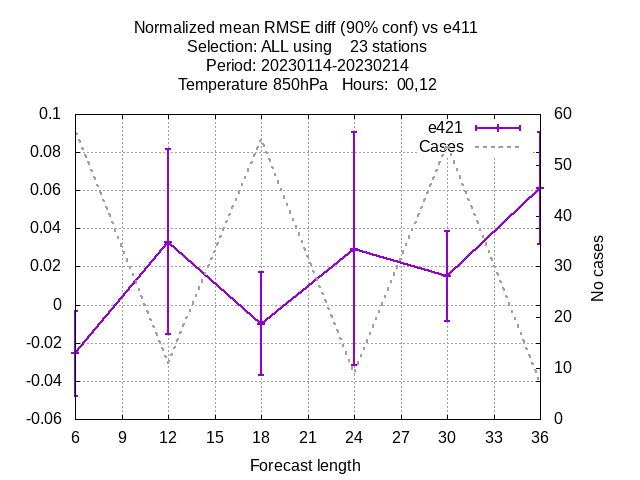 Normalized mean RMSE diff (90% conf) vs e411
Selection: ALL using    23 stations
Period: 20230114-20230214
Temperature 850hPa   Hours:  00,12
0.1
0.08
0.06
0.04
0.02
0
-0.02
-0.04
-0.06
e421
Cases
60
50
40
30
20
10
0
No cases
6 9 12 15 18 21 24 27 30 33 36
Forecast length